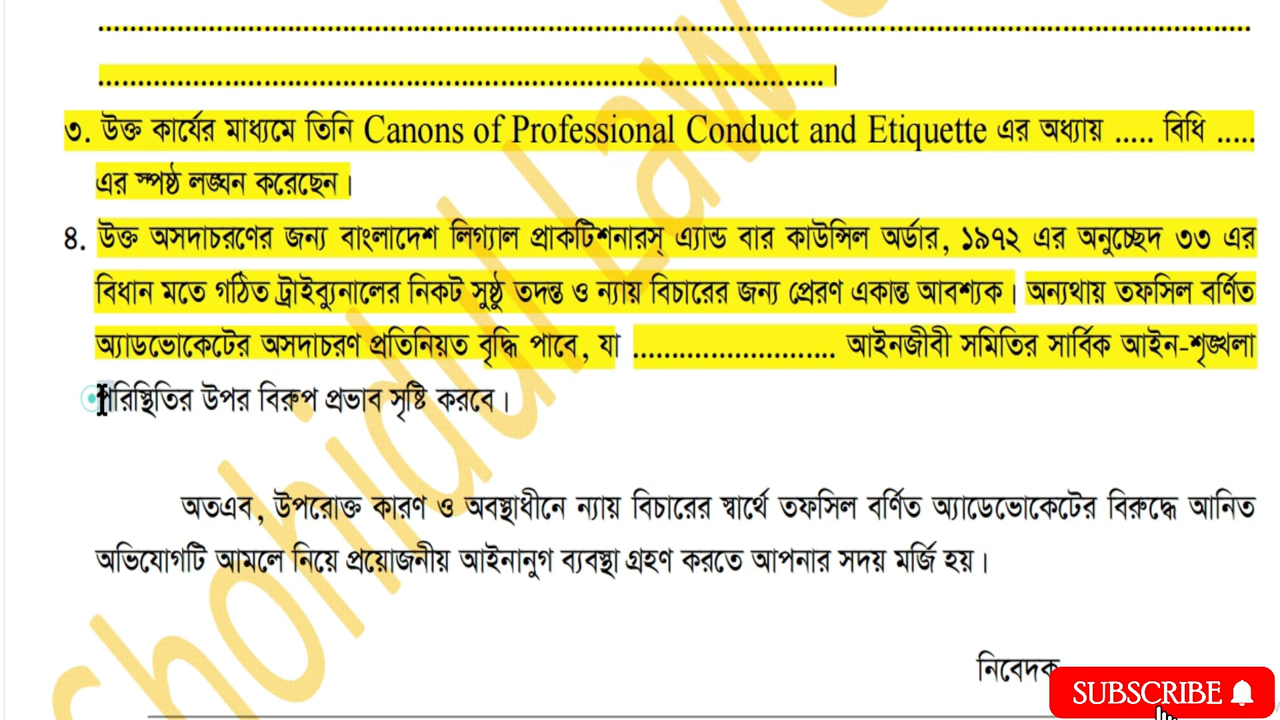 ........................................................................................................................
........................................................................................।
৩. উক্ত কার্যের মাধ্যমে তিনি Canons of Professional Conduct and Etiquette এর অধ্যায় ..... বিধি .....
এর স্পষ্ঠ লঙ্ঘন করেছেন।
৪. উক্ত অসদাচরণের জন্য বাংলাদেশ লিগ্যাল প্রাকটিশনারস্ এ্যান্ড বার কাউন্সিল অর্ডার, ১৯৭২ এর অনুচ্ছেদ ৩৩ এর
বিধান মতে গঠিত ট্রাইব্যুনালের নিকট সুষ্ঠু তদন্ত ও ন্যায় বিচারের জন্য প্রেরণ একান্ত আবশ্যক। অন্যথায় তফসিল বর্ণিত
অ্যাডভোকেটের অসদাচরণ প্রতিনিয়ত বৃদ্ধি পাবে, যা .......................... আইনজীবী সমিতির সার্বিক আইন-শৃঙ্খলা
পরিস্থিতির উপর বিরুপ প্রভাব সৃষ্টি করবে।
অতএব, উপরোক্ত কারণ ও অবস্থাধীনে ন্যায় বিচারের স্বার্থে তফসিল বর্ণিত অ্যাডেভোকেটের বিরুদ্ধে আনিত
অভিযোগটি আমলে নিয়ে প্রয়োজনীয় আইনানুগ ব্যবস্থা গ্রহণ করতে আপনার সদয় মর্জি হয়।
নিবেদক
SUBSCRIBE
Shohidul Law